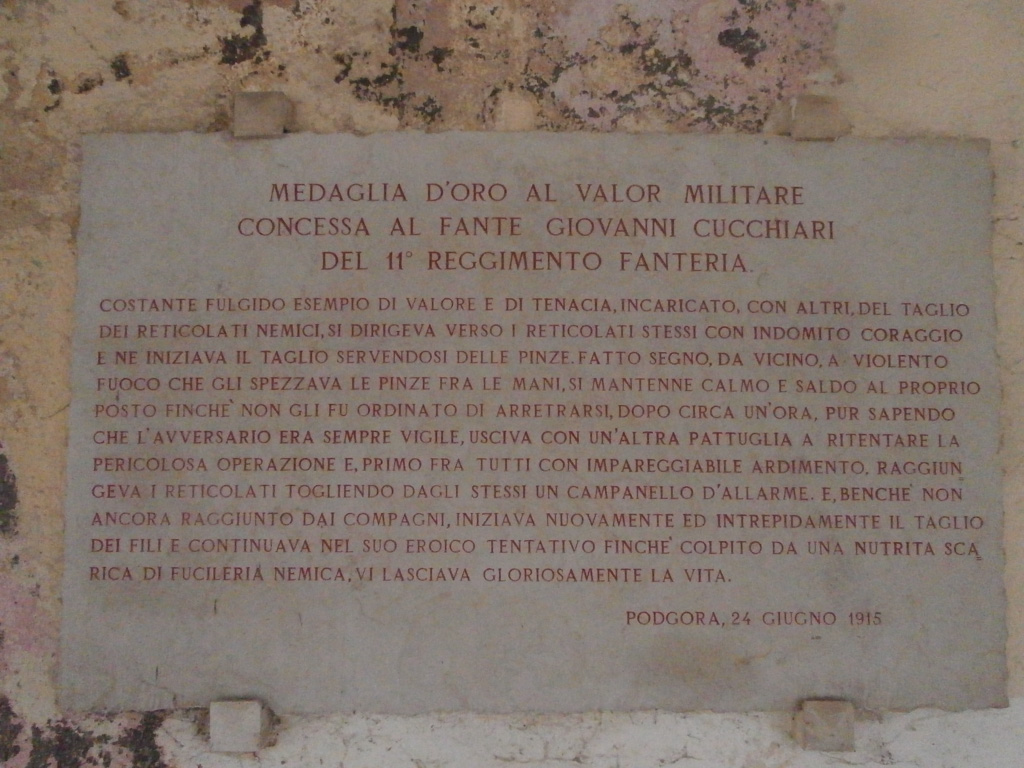 MEDAGLIA D'ORO AL VALOR MILITARE
CONCESSA AL FANTE GIOVANNI CUCCHIARI
DEL 11° REGGIMENTO FANTERIA.
COSTANTE FULGIDO ESEMPIO DI VALORE E DI TENACIA, INCARICATO, CON ALTRI, DEL TAGLIO
DEI RETICOLATI NEMICI, SI DIRIGEVA VERSO I RETICOLATI STESSI CON INDOMITO CORAGGIO
E NE INIZIAVA IL TAGLIO SERVENDOSI DELLE PINZE. FATTO SEGNO, DA VICINO, A VIOLENTO
FUOCO CHE GLI SPEZZAVA LE PINZE FRA LE MANI, SI MANTENNE CALMO E SALDO AL PROPRIO
POSTO FINCHE' NON GLI FU ORDINATO DI ARRETRARSI, DOPO CIRCA UN'ORA, PUR SAPENDO
CHE L'AVVERSARIO ERA SEMPRE VIGILE, USCIVA CON UN'ALTRA PATTUGLIA A RITENTARE LA
PERICOLOSA OPERAZIONE E, PRIMO FRA TUTTI CON IMPAREGGIABILE ARDIMENTO, RAGGIUN
GEVA I RETICOLATI TOGLIENDO DAGLI STESSI UN CAMPANELLO D'ALLARME. E, BENCHE' NON
ANCORA RAGGIUNTO DAI COMPAGNI, INIZIAVA NUOVAMENTE ED INTREPIDAMENTE IL TAGLIO
DEI FILI E CONTINUAVA NEL SUO EROICO TENTATIVO FINCHE' COLPITO DA UNA NUTRITA SCA_
RICA DI FUCILERIA NEMICA, VI LASCIAVA GLORIOSAMENTE LA VITA.
PODGORA, 24 GIUGNO 1915